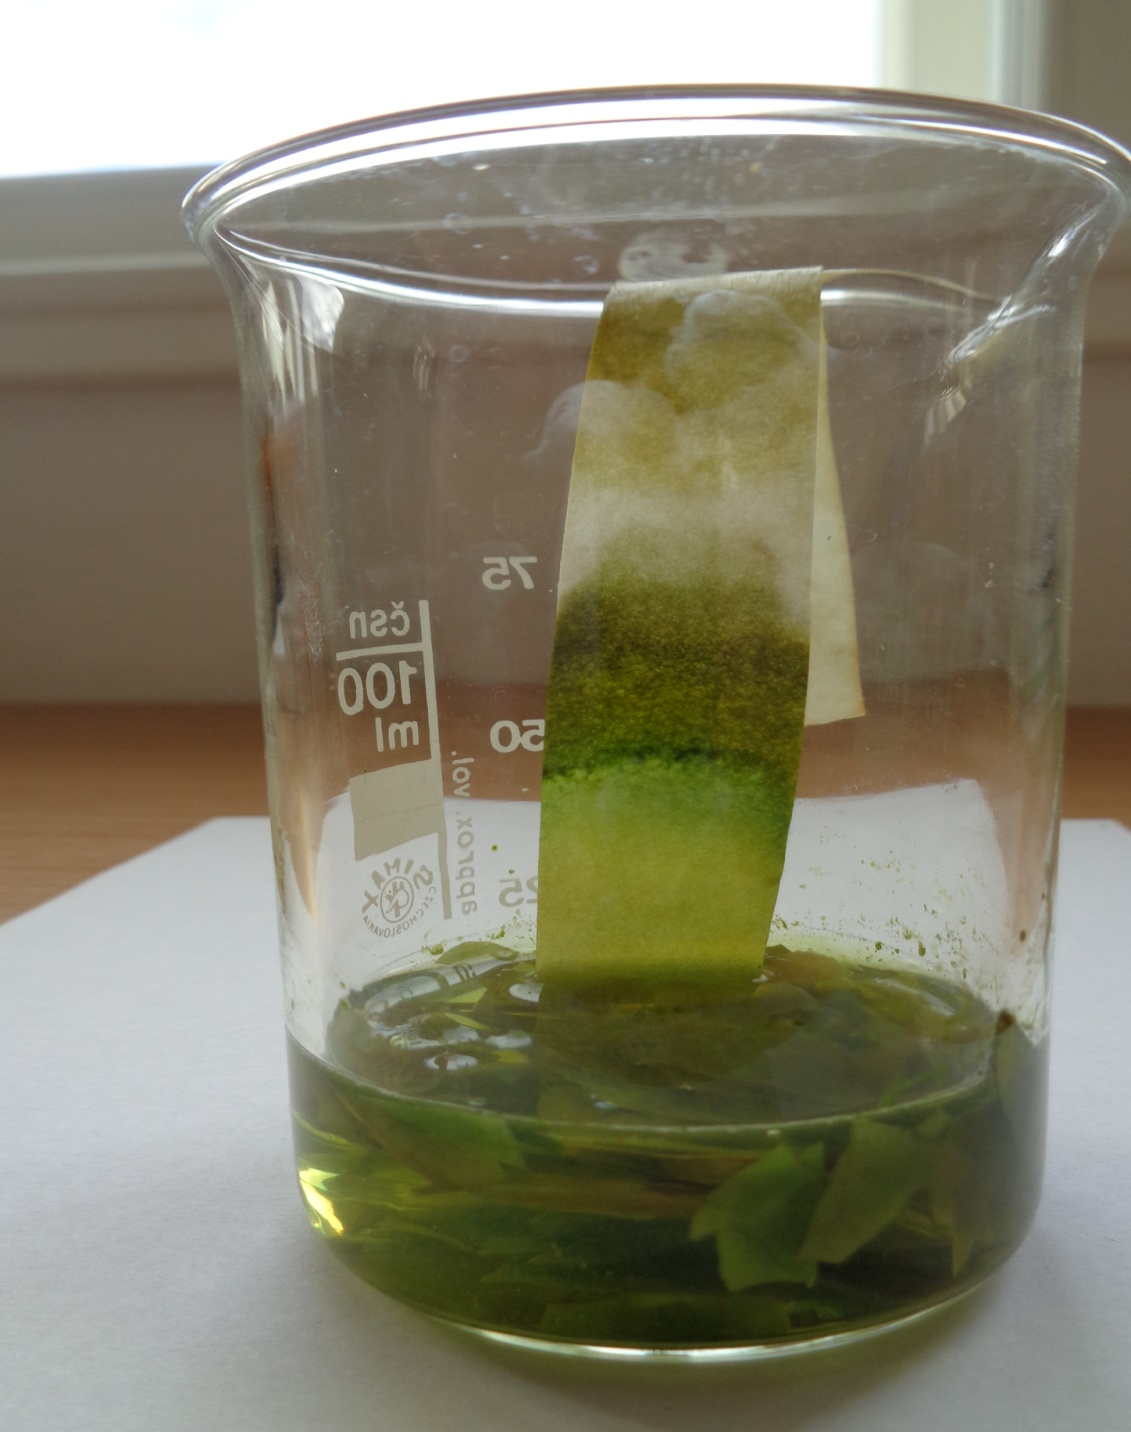 75
čsn
100
ml
50
approx. vol.
SIMAX
CZECHOSLOVAKIA
25